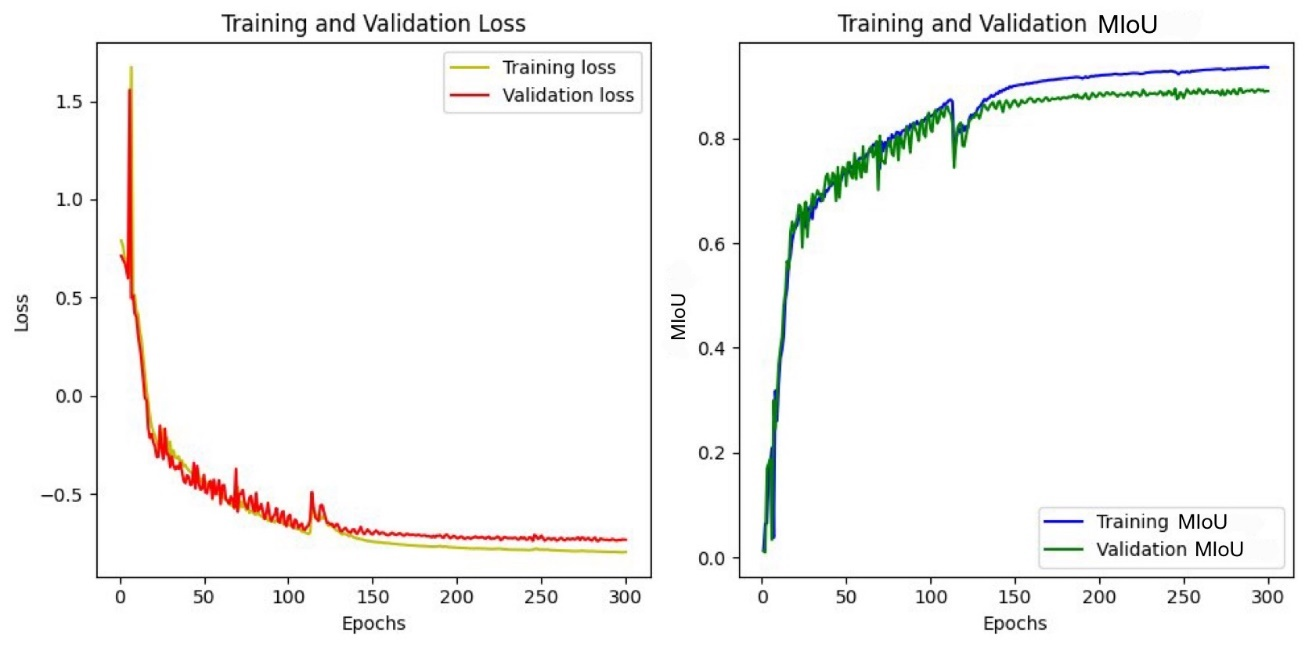 Training and Validation Loss
Training loss
Validation loss
1.5
1.0
0.5
0.0
−0.5
Loss
0
50
100
150
200
250
300
Epochs
Training and Validation MIoU
0.8
0.6
0.4
0.2
0.0
MIoU
Training MIoU
Validation MIoU
0
50
100
150
200
250
300
Epochs